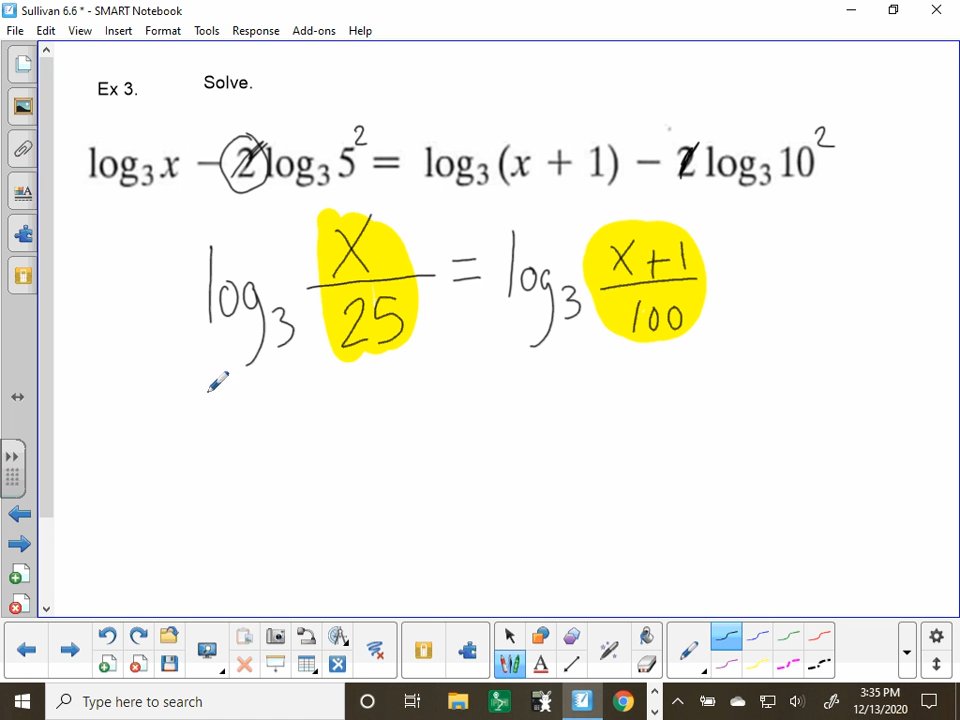 Sullivan 6.6 * - SMART Notebook
File Edit View Insert Format Tools Response Add-ons Help
Ex 3. Solve.
log₃ x − 2 log₃ 5² = log₃ (x + 1) − 2 log₃ 10²
log₃ x/25 = log₃ x+1/100
Type here to search
3:35 PM
12/13/2020